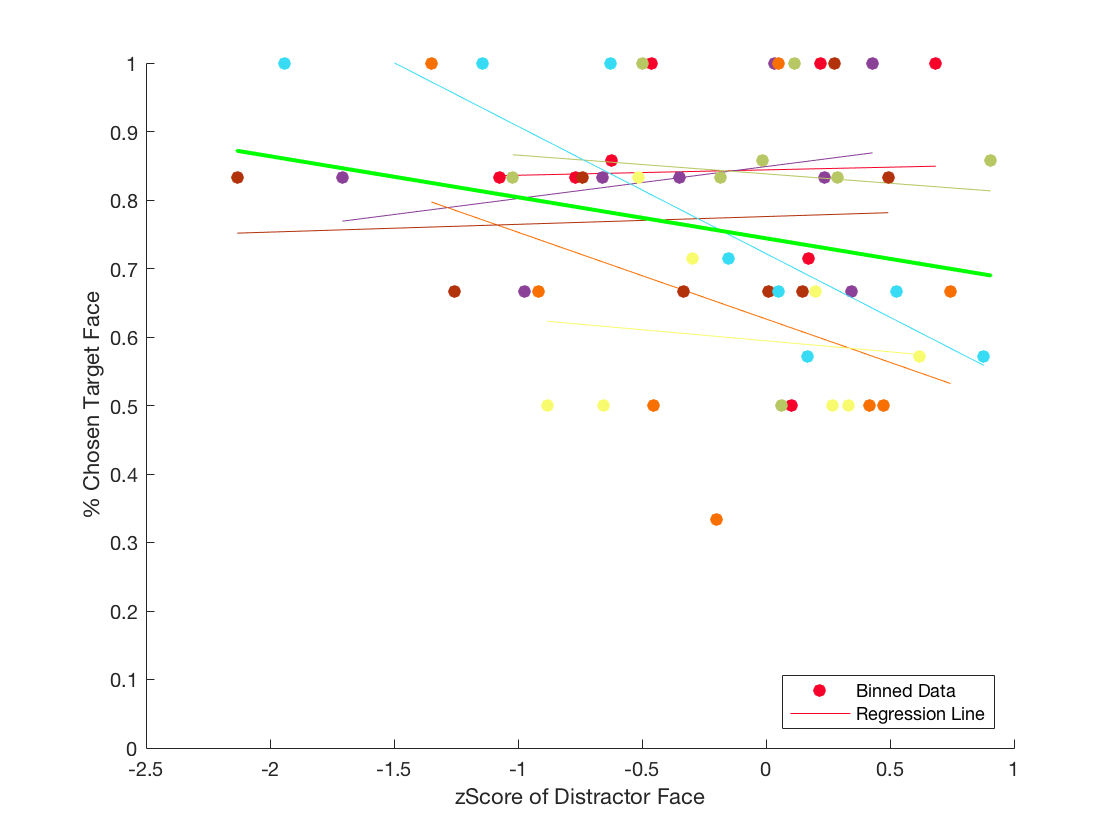 1
0.9
0.8
0.7
0.6
0.5
0.4
0.3
0.2
0.1
0
% Chosen Target Face
Binned Data
Regression Line
-2.5 -2 -1.5 -1 -0.5 0 0.5 1
zScore of Distractor Face